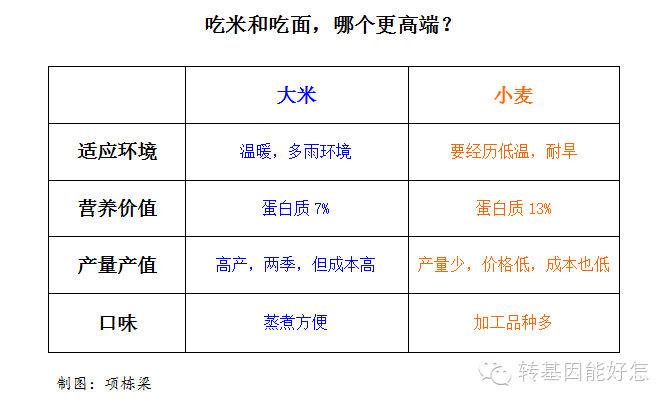 吃米和吃面，哪个更高端？
大米 小麦
适应环境 温暖，多雨环境 要经历低温，耐旱
营养价值 蛋白质7% 蛋白质13%
产量产值 高产，两季，但成本高 产量少，价格低，成本也低
口味 蒸煮方便 加工品种多
制图：项栋梁
转基因能好怎